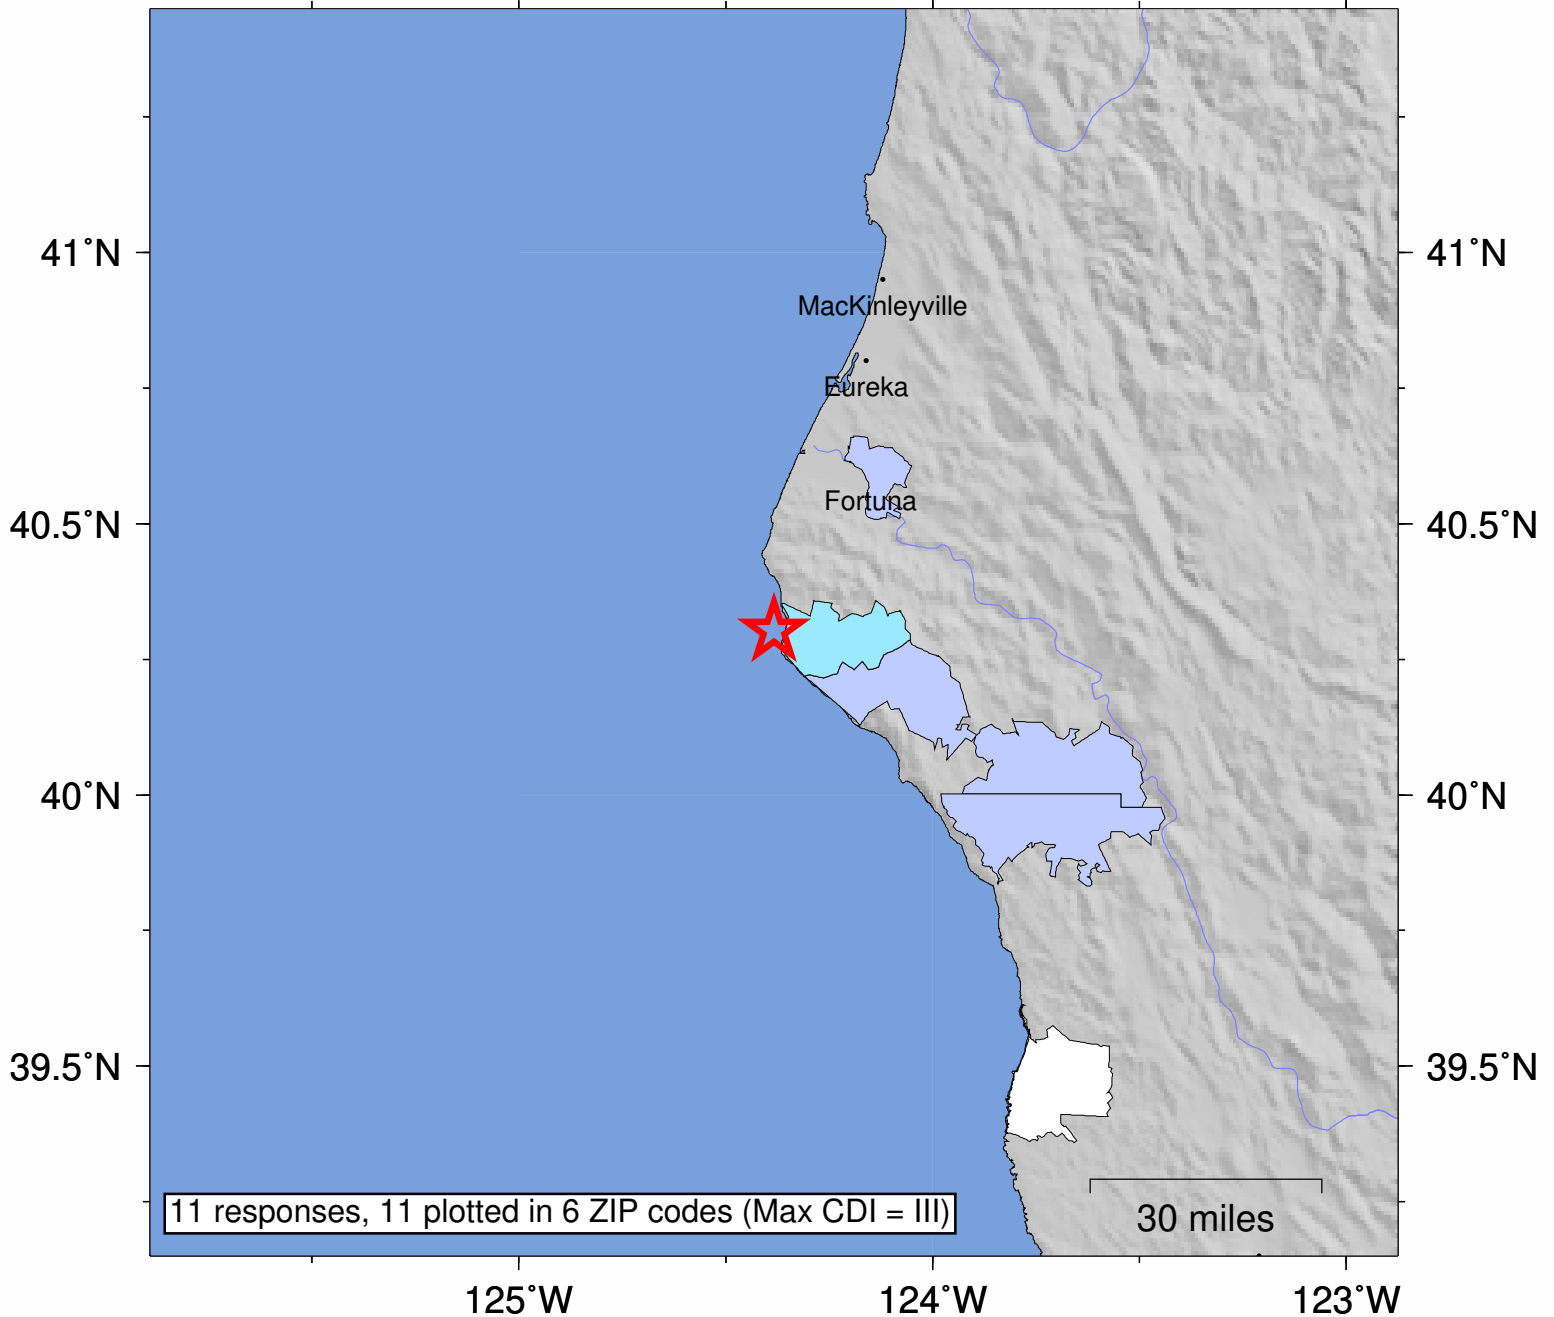 41˚N
41˚N
MacKinleyville
Eureka
Fortuna
40.5˚N
40.5˚N
40˚N
40˚N
39.5˚N
39.5˚N
11 responses, 11 plotted in 6 ZIP codes (Max CDI = III)
30 miles
125˚W
124˚W
123˚W